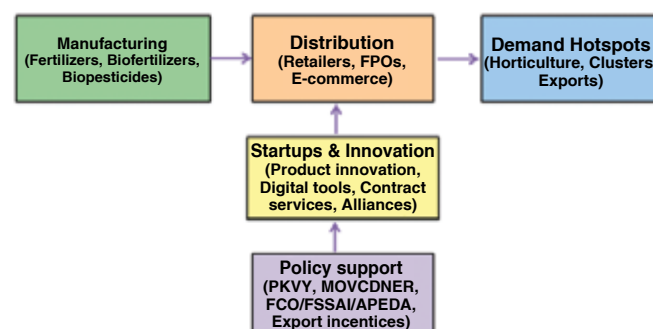 Manufacturing
(Fertilizers, Biofertilizers,
Biopesticides)
Distribution
(Retailers, FPOs,
E-commerce)
Demand Hotspots
(Horticulture, Clusters
Exports)
Startups & Innovation
(Product innovation,
Digital tools, Contract
services, Alliances)
Policy support
(PKVY, MOVCDNER,
FCO/FSSAI/APEDA,
Export incentices)